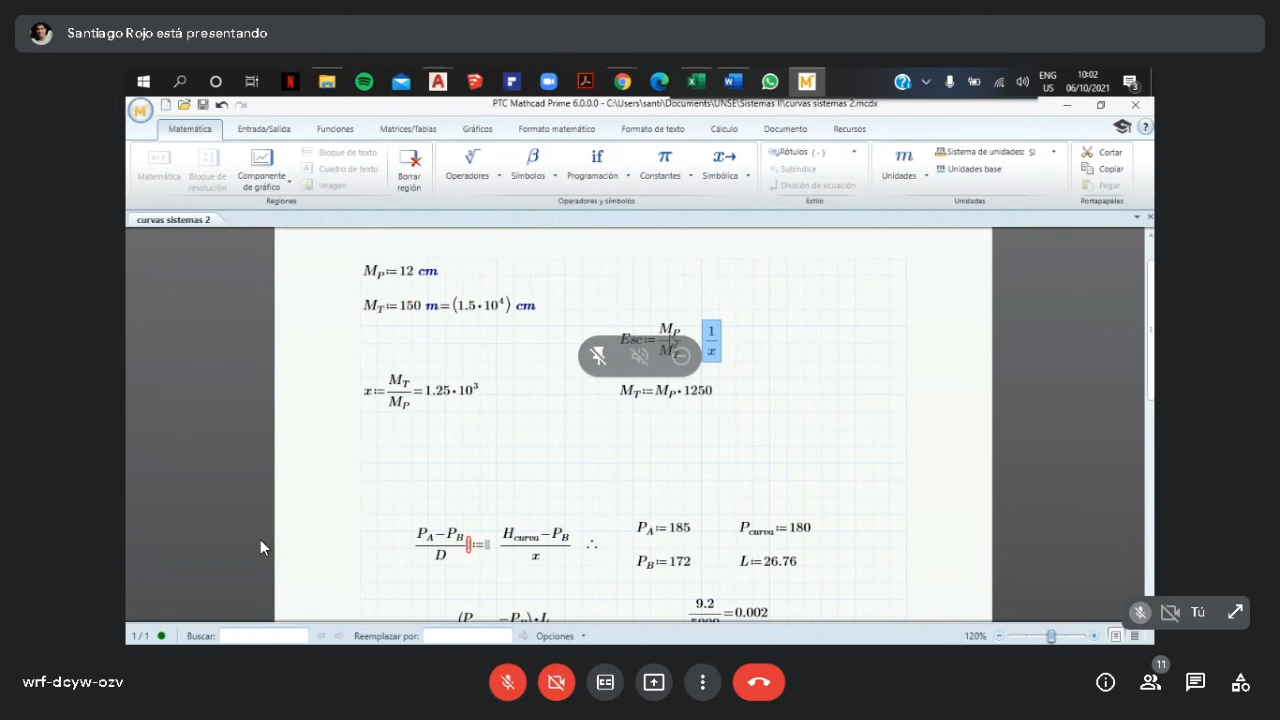 Santiago Rojo está presentando
ENG
US
10:02
06/10/2021
3
PTC Mathcad Prime 6.0.0.0 - C:\Users\santi\Documents\UNSE\Sistemas II\curvas sistemas 2.mcdx
Matemática Entrada/Salida Funciones Matrices/Tablas Gráficos Formato matemático Formato de texto Cálculo Documento Recursos
Matemática
Bloque de resolución
Componente de gráfico
Bloque de texto
Cuadro de texto
Imagen
Borrar región
Regiones
Operadores Símbolos Programación Constantes Simbólica
Operadores y símbolos
Rótulos ( - )
Subíndice
División de ecuación
Estilo
Unidades
Sistema de unidades: SI
Unidades base
Unidades
Cortar
Copiar
Pegar
Portapapeles
curvas sistemas 2
M_P := 12 cm
M_T := 150 m = (1.5·10^4) cm
Esc := M_P / M_T 1/x
x := M_T / M_P = 1.25·10^3
M_T := M_P·1250
(P_A − P_B) / D := (H_curva − P_B) / x ∴
P_A := 185 P_curva := 180
P_B := 172 L := 26.76
9.2 / 5000 = 0.002
1 / 1 Buscar: Reemplazar por: Opciones 120%
Tú
wrf-dcyw-ozv
11